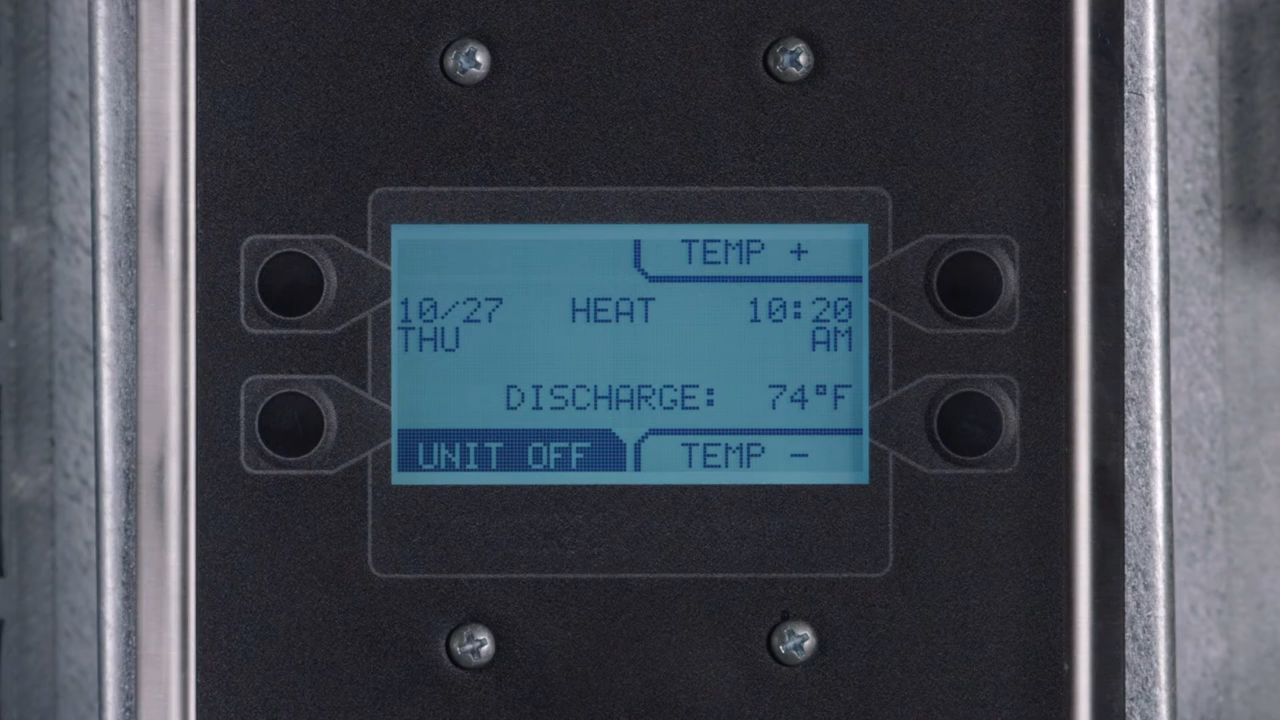 TEMP +
10/27 HEAT 10:20
THU AM
DISCHARGE: 74°F
UNIT OFF TEMP -